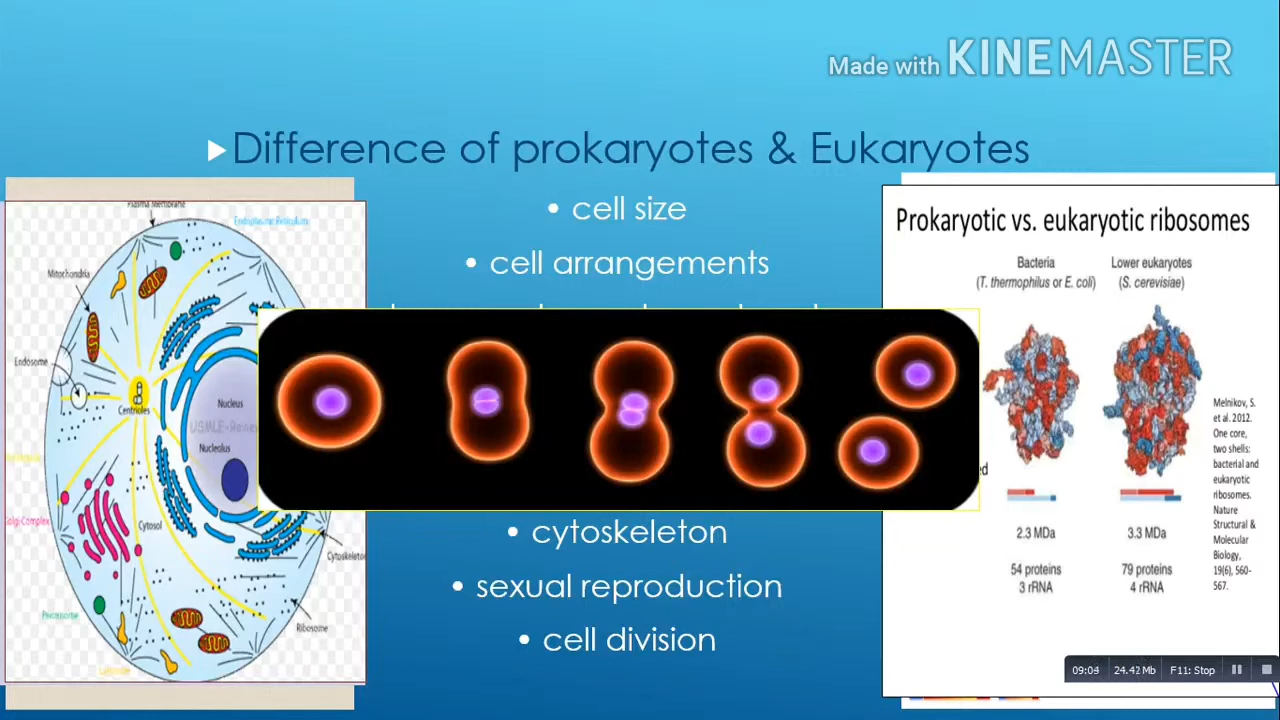 Made with KINEMASTER
Difference of prokaryotes & Eukaryotes
• cell size
• cell arrangements
• cytoskeleton
• sexual reproduction
• cell division
Plasma Membrane
Endoplasmic Reticulum
Mitochondria
Endosome
Centrioles
Nucleus
USMLE-Review
Nucleolus
Golgi-Complex
Cytosol
Cytoskeleton
Ribosome
Prokaryotic vs. eukaryotic ribosomes
Bacteria
(T. thermophilus or E. coli)
Lower eukaryotes
(S. cerevisiae)
2.3 MDa
3.3 MDa
54 proteins
3 rRNA
79 proteins
4 rRNA
Melnikov, S.
et al. 2012.
One core,
two shells:
bacterial and
eukaryotic
ribosomes.
Nature
Structural &
Molecular
Biology,
19(6), 560-
567.
09:04 24.42 Mb F11: Stop